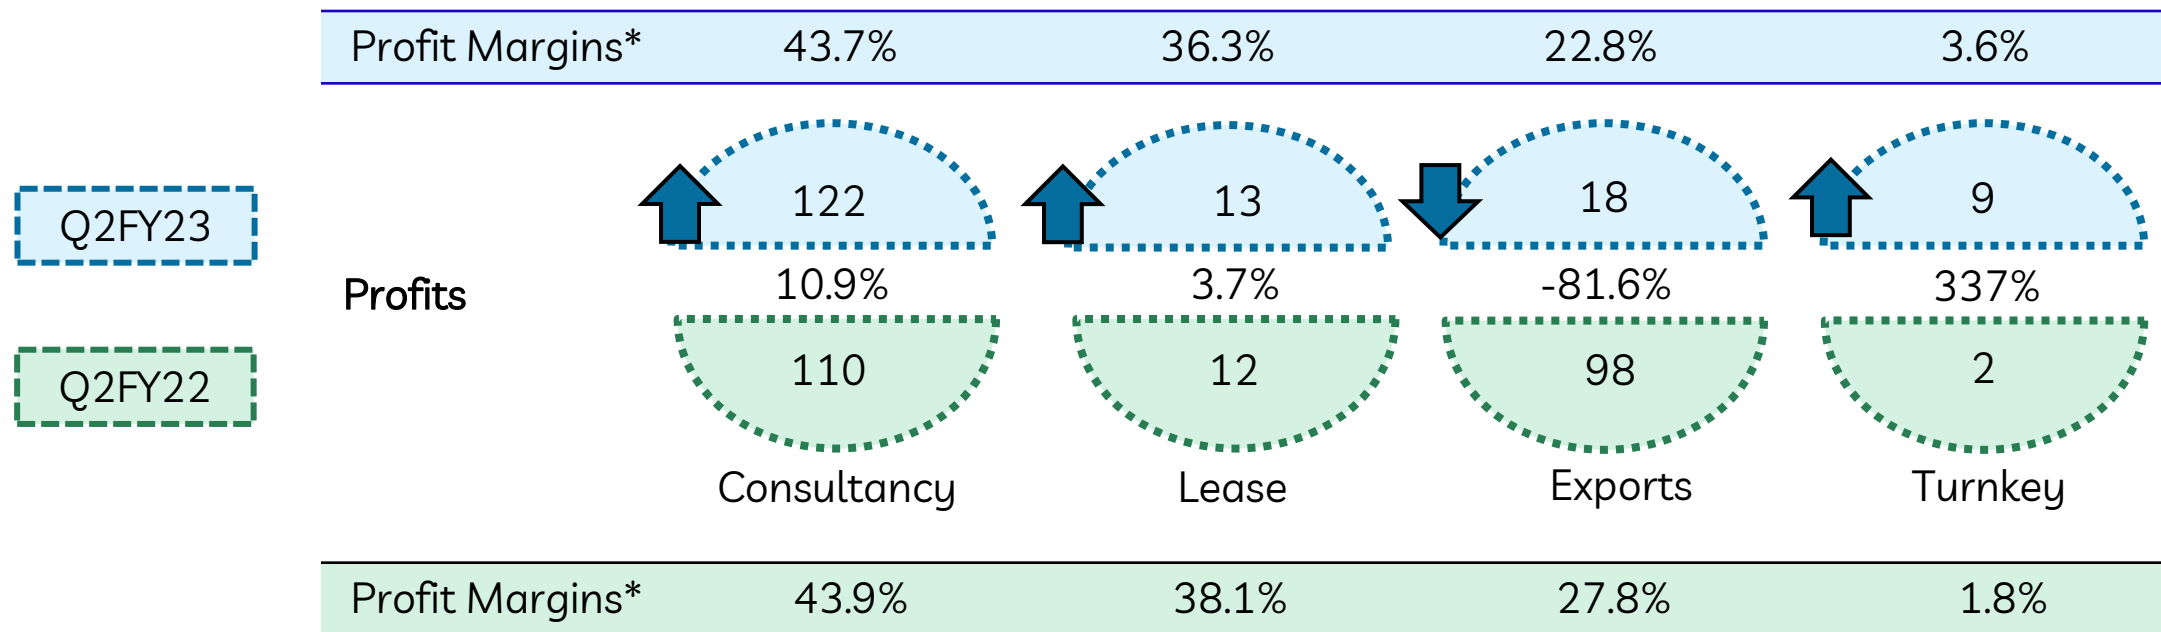 Profit Margins* 43.7% 36.3% 22.8% 3.6%
Q2FY23
122 13 18 9
Profits
10.9% 3.7% -81.6% 337%
Q2FY22
110 12 98 2
Consultancy Lease Exports Turnkey
Profit Margins* 43.9% 38.1% 27.8% 1.8%